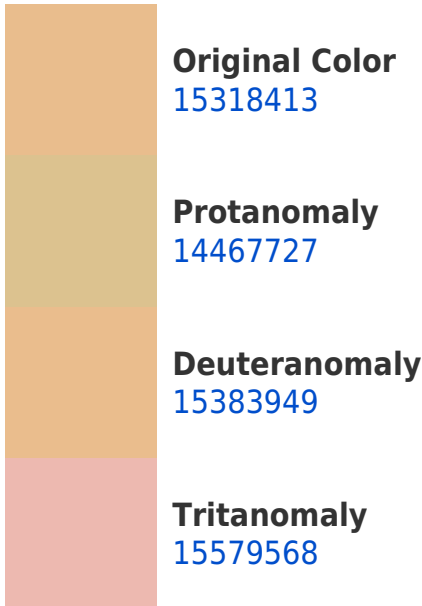 Original Color
15318413
Protanomaly
14467727
Deuteranomaly
15383949
Tritanomaly
15579568